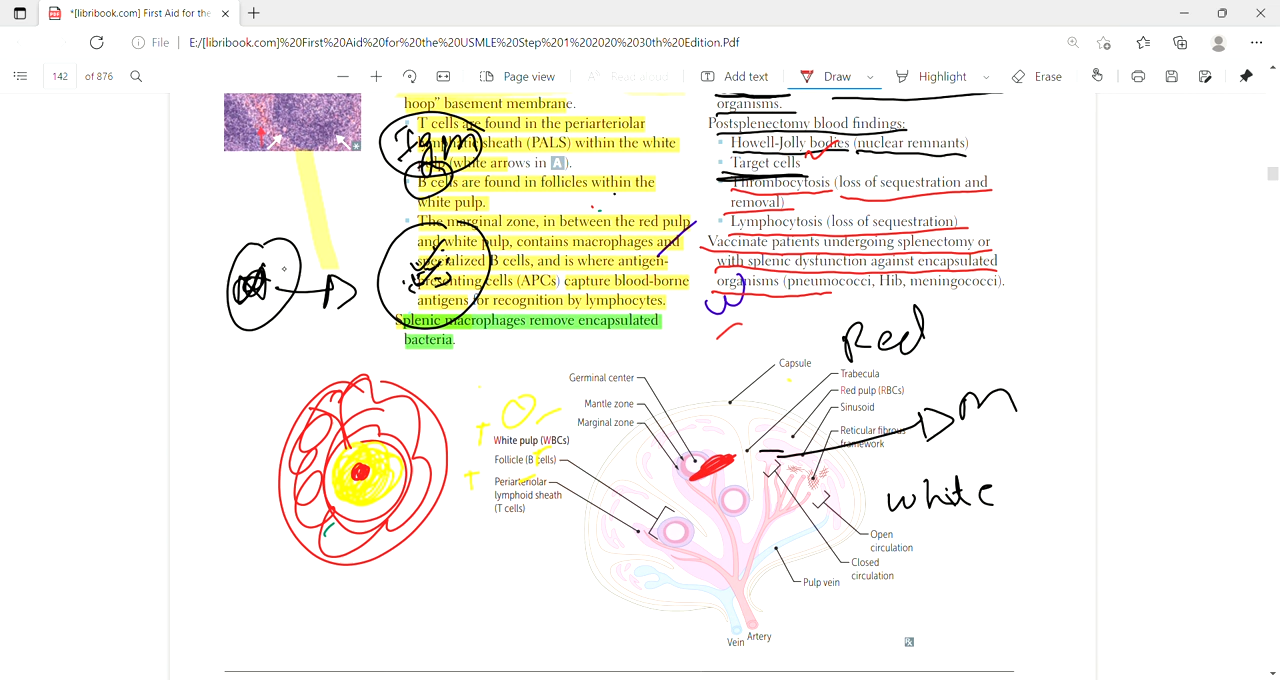 *[libribook.com] First Aid for the
File
E:/[libribook.com]%20First%20Aid%20for%20the%20USMLE%20Step%201%202020%2030th%20Edition.Pdf
142 of 876
Page view
Read aloud
Add text
Draw
Highlight
Erase
hoop" basement membrane.
T cells are found in the periarteriolar
lymphatic sheath (PALS) within the white
pulp (white arrows in A).
B cells are found in follicles within the
white pulp.
The marginal zone, in between the red pulp
and white pulp, contains macrophages and
specialized B cells, and is where antigen-
presenting cells (APCs) capture blood-borne
antigens for recognition by lymphocytes.
Splenic macrophages remove encapsulated
bacteria.
Igm
organisms.
Postsplenectomy blood findings:
Howell-Jolly bodies (nuclear remnants)
Target cells
Thrombocytosis (loss of sequestration and
removal)
Lymphocytosis (loss of sequestration)
Vaccinate patients undergoing splenectomy or
with splenic dysfunction against encapsulated
organisms (pneumococci, Hib, meningococci).
Red
white
M
Capsule
Germinal center
Mantle zone
Marginal zone
White pulp (WBCs)
Follicle (B cells)
Periarteriolar
lymphoid sheath
(T cells)
Trabecula
Red pulp (RBCs)
Sinusoid
Reticular fibrous
framework
Open
circulation
Closed
circulation
Pulp vein
Vein
Artery